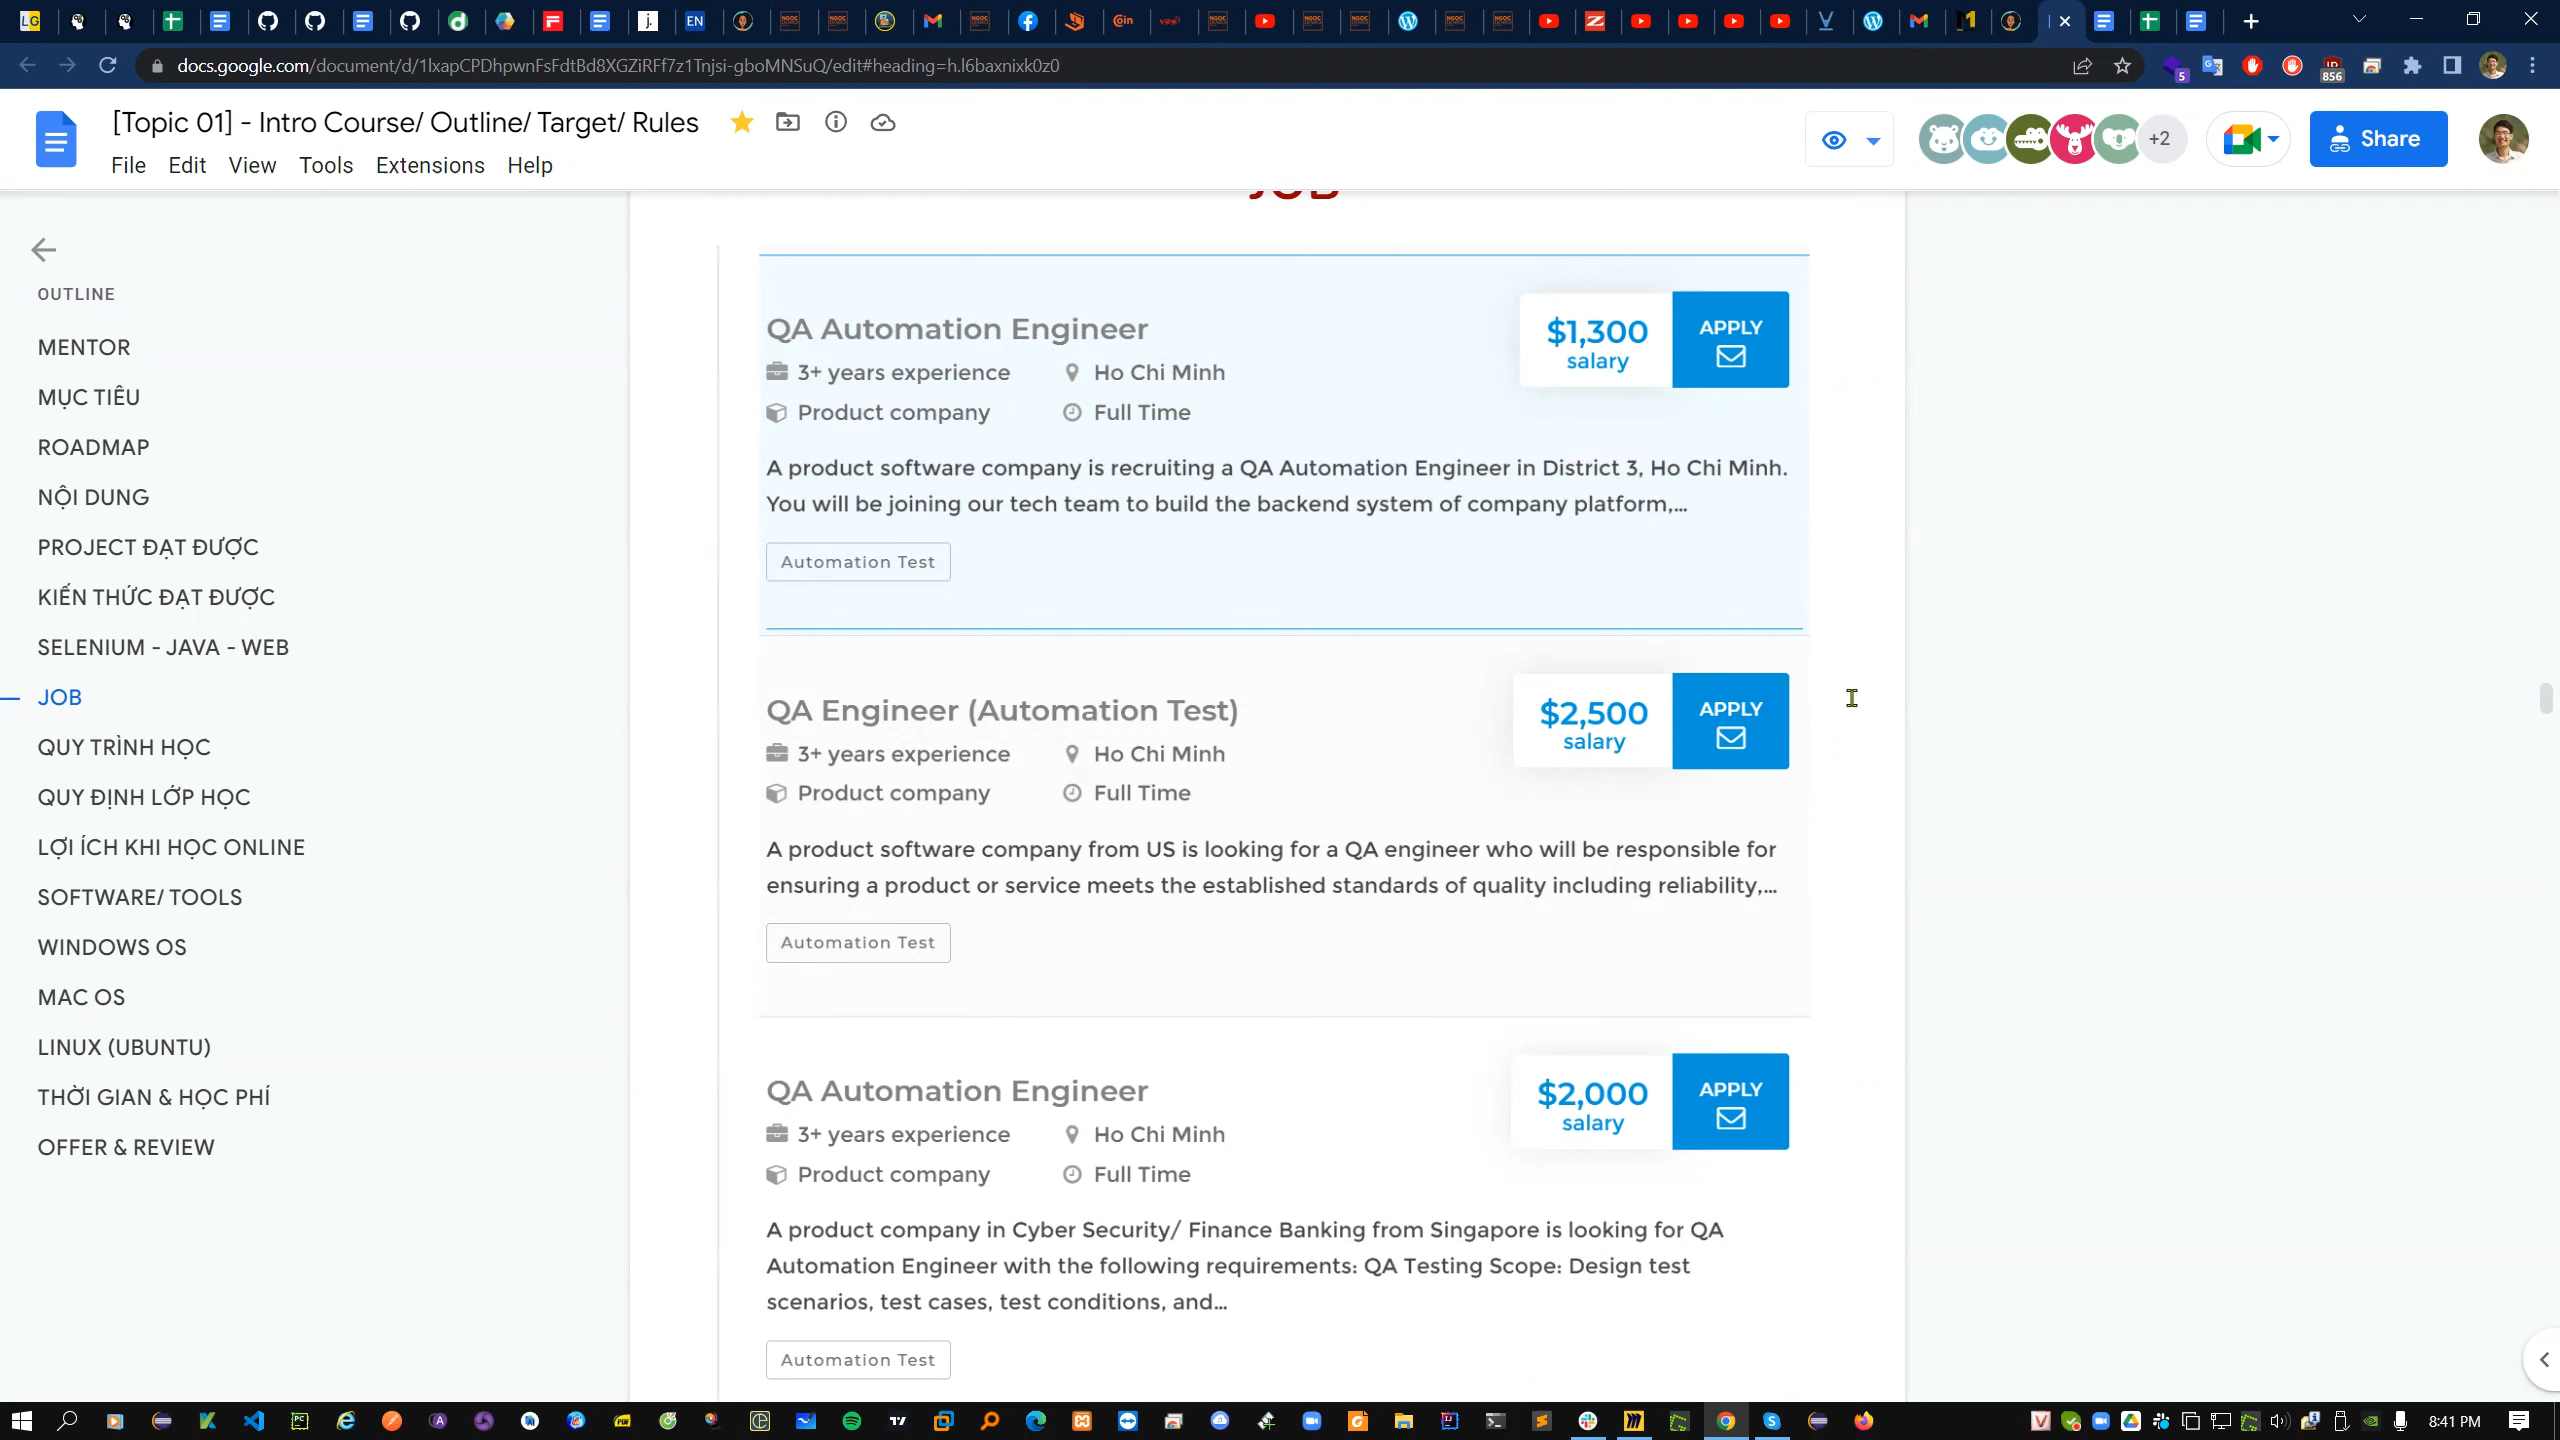 docs.google.com/document/d/1lxapCPDhpwnFsFdtBd8XGZiRFf7z1Tnjsi-gboMNSuQ/edit#heading=h.l6baxnixk0z0
5
856
[Topic 01] - Intro Course/ Outline/ Target/ Rules
File Edit View Tools Extensions Help
+2
Share
JOB
OUTLINE
MENTOR
MỤC TIÊU
ROADMAP
NỘI DUNG
PROJECT ĐẠT ĐƯỢC
KIẾN THỨC ĐẠT ĐƯỢC
SELENIUM - JAVA - WEB
JOB
QUY TRÌNH HỌC
QUY ĐỊNH LỚP HỌC
LỢI ÍCH KHI HỌC ONLINE
SOFTWARE/ TOOLS
WINDOWS OS
MAC OS
LINUX (UBUNTU)
THỜI GIAN & HỌC PHÍ
OFFER & REVIEW
QA Automation Engineer
3+ years experience Ho Chi Minh
Product company Full Time
$1,300
salary
APPLY
A product software company is recruiting a QA Automation Engineer in District 3, Ho Chi Minh.
You will be joining our tech team to build the backend system of company platform,...
Automation Test
QA Engineer (Automation Test)
3+ years experience Ho Chi Minh
Product company Full Time
$2,500
salary
APPLY
A product software company from US is looking for a QA engineer who will be responsible for
ensuring a product or service meets the established standards of quality including reliability,...
Automation Test
QA Automation Engineer
3+ years experience Ho Chi Minh
Product company Full Time
$2,000
salary
APPLY
A product company in Cyber Security/ Finance Banking from Singapore is looking for QA
Automation Engineer with the following requirements: QA Testing Scope: Design test
scenarios, test cases, test conditions, and...
Automation Test
8:41 PM